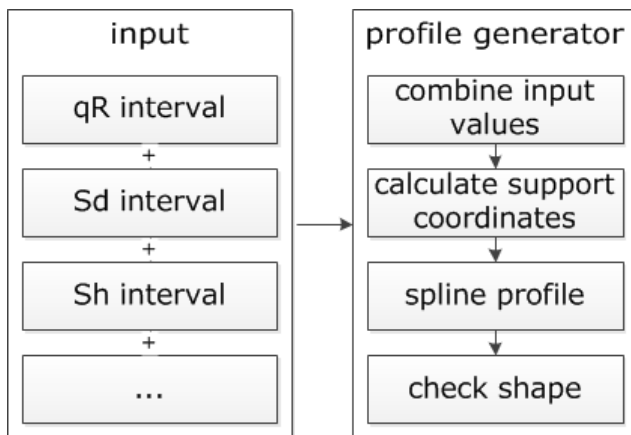 input
qR interval
+
Sd interval
+
Sh interval
+
...
profile generator
combine input
values
calculate support
coordinates
spline profile
check shape